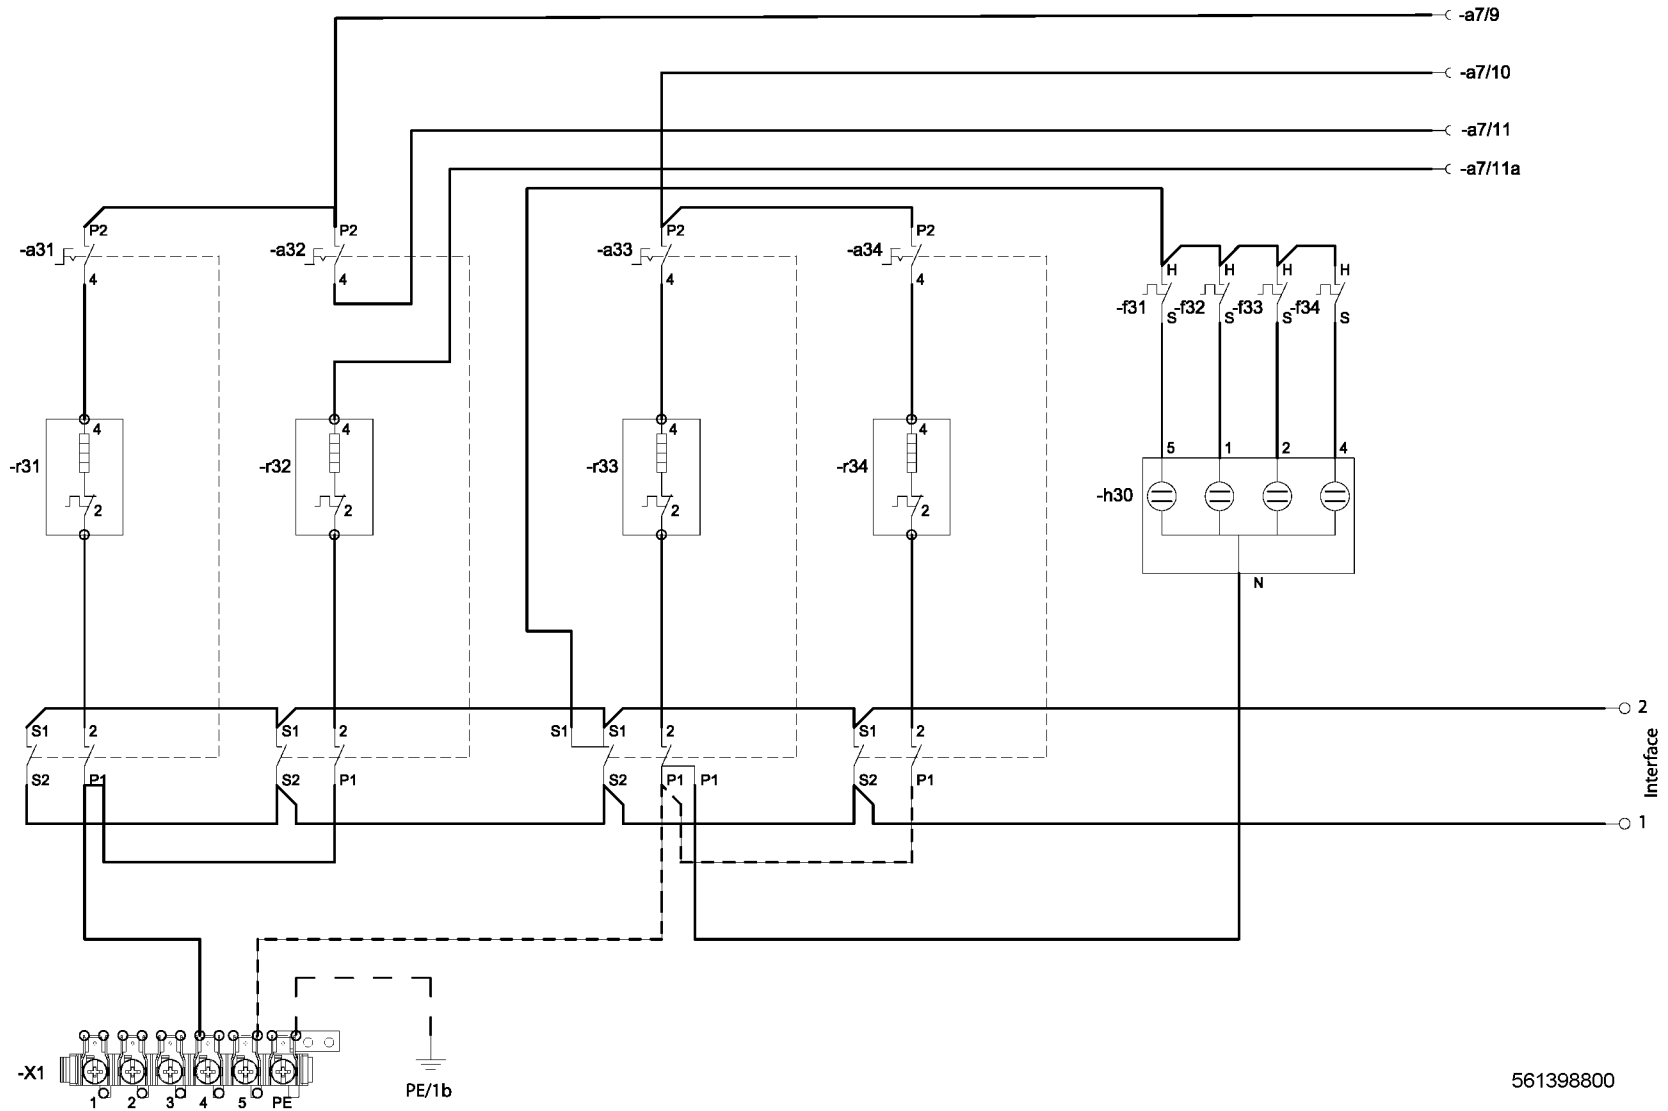 -a7/9
-a7/10
-a7/11
-a7/11a
P2 P2 P2 P2
-a31 -a32 -a33 -a34
4 4 4 4
H H H H
-f31 -f32 -f33 -f34
S S S S
4 4 4 4
-r31 -r32 -r33 -r34
2 2 2 2
5 1 2 4
-h30
N
2
S1 2 S1 2 S1 S1 2 S1 2
S2 P1 S2 P1 S2 P1 P1 S2 P1
Interface
1
-X1
1 2 3 4 5 PE
PE/1b
561398800